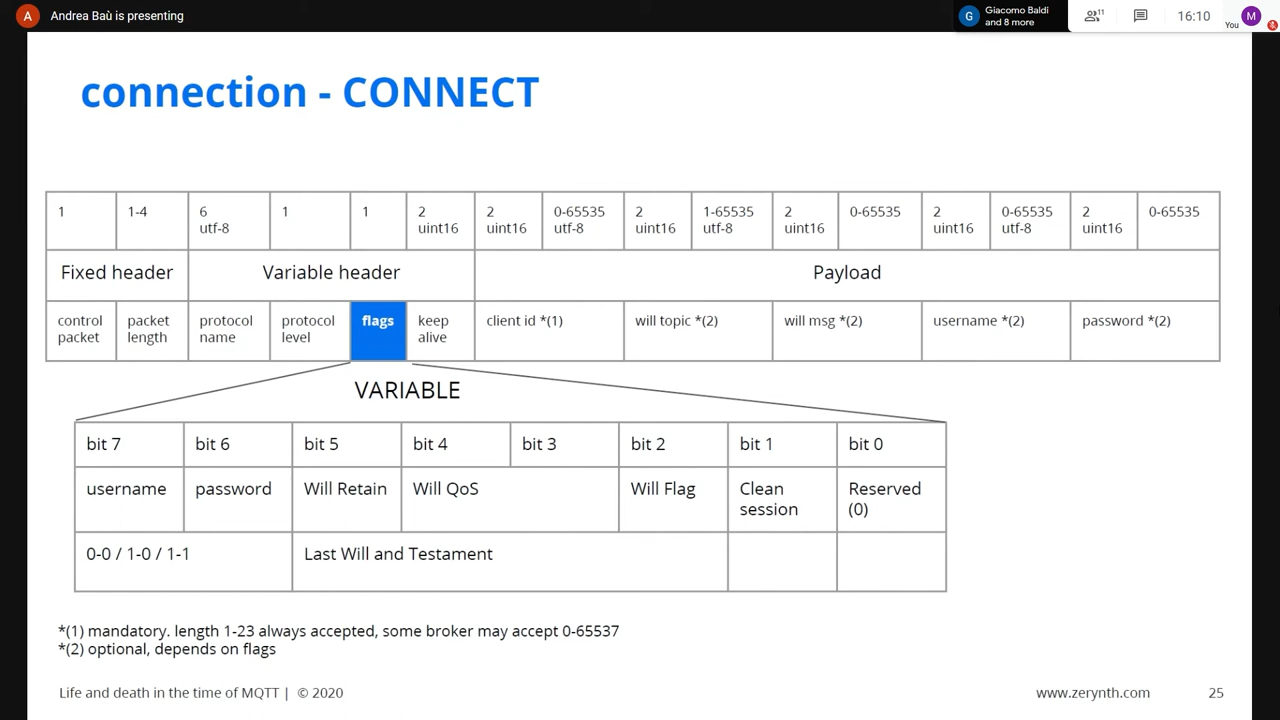 A Andrea Baù is presenting
G Giacomo Baldi
and 8 more
11
16:10
You
M
connection - CONNECT
1 1-4 6 1 1 2 2 0-65535 2 1-65535 2 0-65535 2 0-65535 2 0-65535
utf-8 uint16 uint16 utf-8 uint16 utf-8 uint16 uint16 utf-8 uint16
Fixed header Variable header Payload
control packet protocol protocol flags keep client id *(1) will topic *(2) will msg *(2) username *(2) password *(2)
packet length name level alive
VARIABLE
bit 7 bit 6 bit 5 bit 4 bit 3 bit 2 bit 1 bit 0
username password Will Retain Will QoS Will Flag Clean Reserved
session (0)
0-0 / 1-0 / 1-1 Last Will and Testament
*(1) mandatory. length 1-23 always accepted, some broker may accept 0-65537
*(2) optional, depends on flags
Life and death in the time of MQTT | © 2020 www.zerynth.com 25